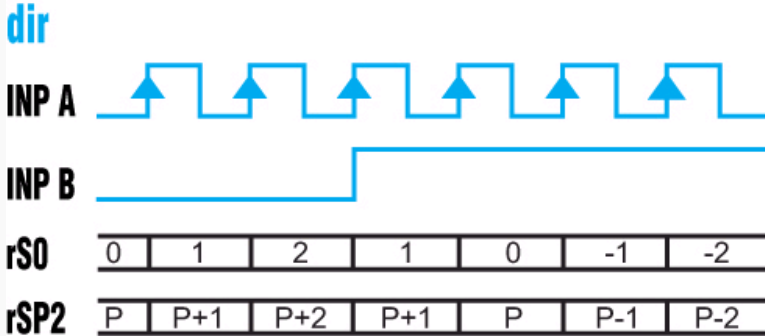 dir
INP A
INP B
rS0 0 1 2 1 0 -1 -2
rSP2 P P+1 P+2 P+1 P P-1 P-2